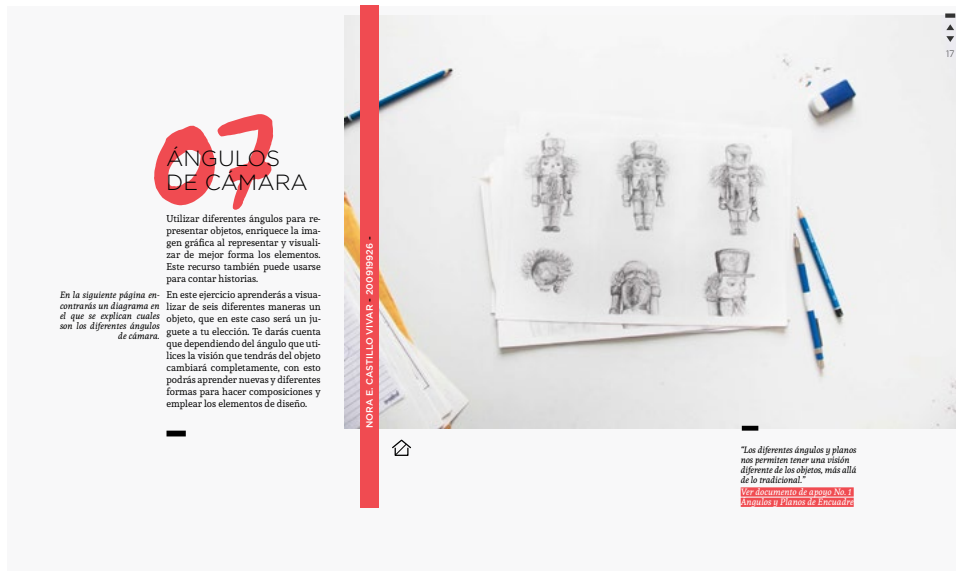 17
07
ÁNGULOS
DE CÁMARA
Utilizar diferentes ángulos para re-
presentar objetos, enriquece la ima-
gen gráfica al representar y visuali-
zar de mejor forma los elementos.
Este recurso también puede usarse
para contar historias.
En la siguiente página en-
contrarás un diagrama en
el que se explican cuales
son los diferentes ángulos
de cámara.
En este ejercicio aprenderás a visua-
lizar de seis diferentes maneras un
objeto, que en este caso será un ju-
guete a tu elección. Te darás cuenta
que dependiendo del ángulo que uti-
lices la visión que tendrás del objeto
cambiará completamente, con esto
podrás aprender nuevas y diferentes
formas para hacer composiciones y
emplear los elementos de diseño.
NORA E. CASTILLO VIVAR - 200919926 -
"Los diferentes ángulos y planos
nos permiten tener una visión
diferente de los objetos, más allá
de lo tradicional."
Ver documento de apoyo No. 1
Angulos y Planos de Encuadre